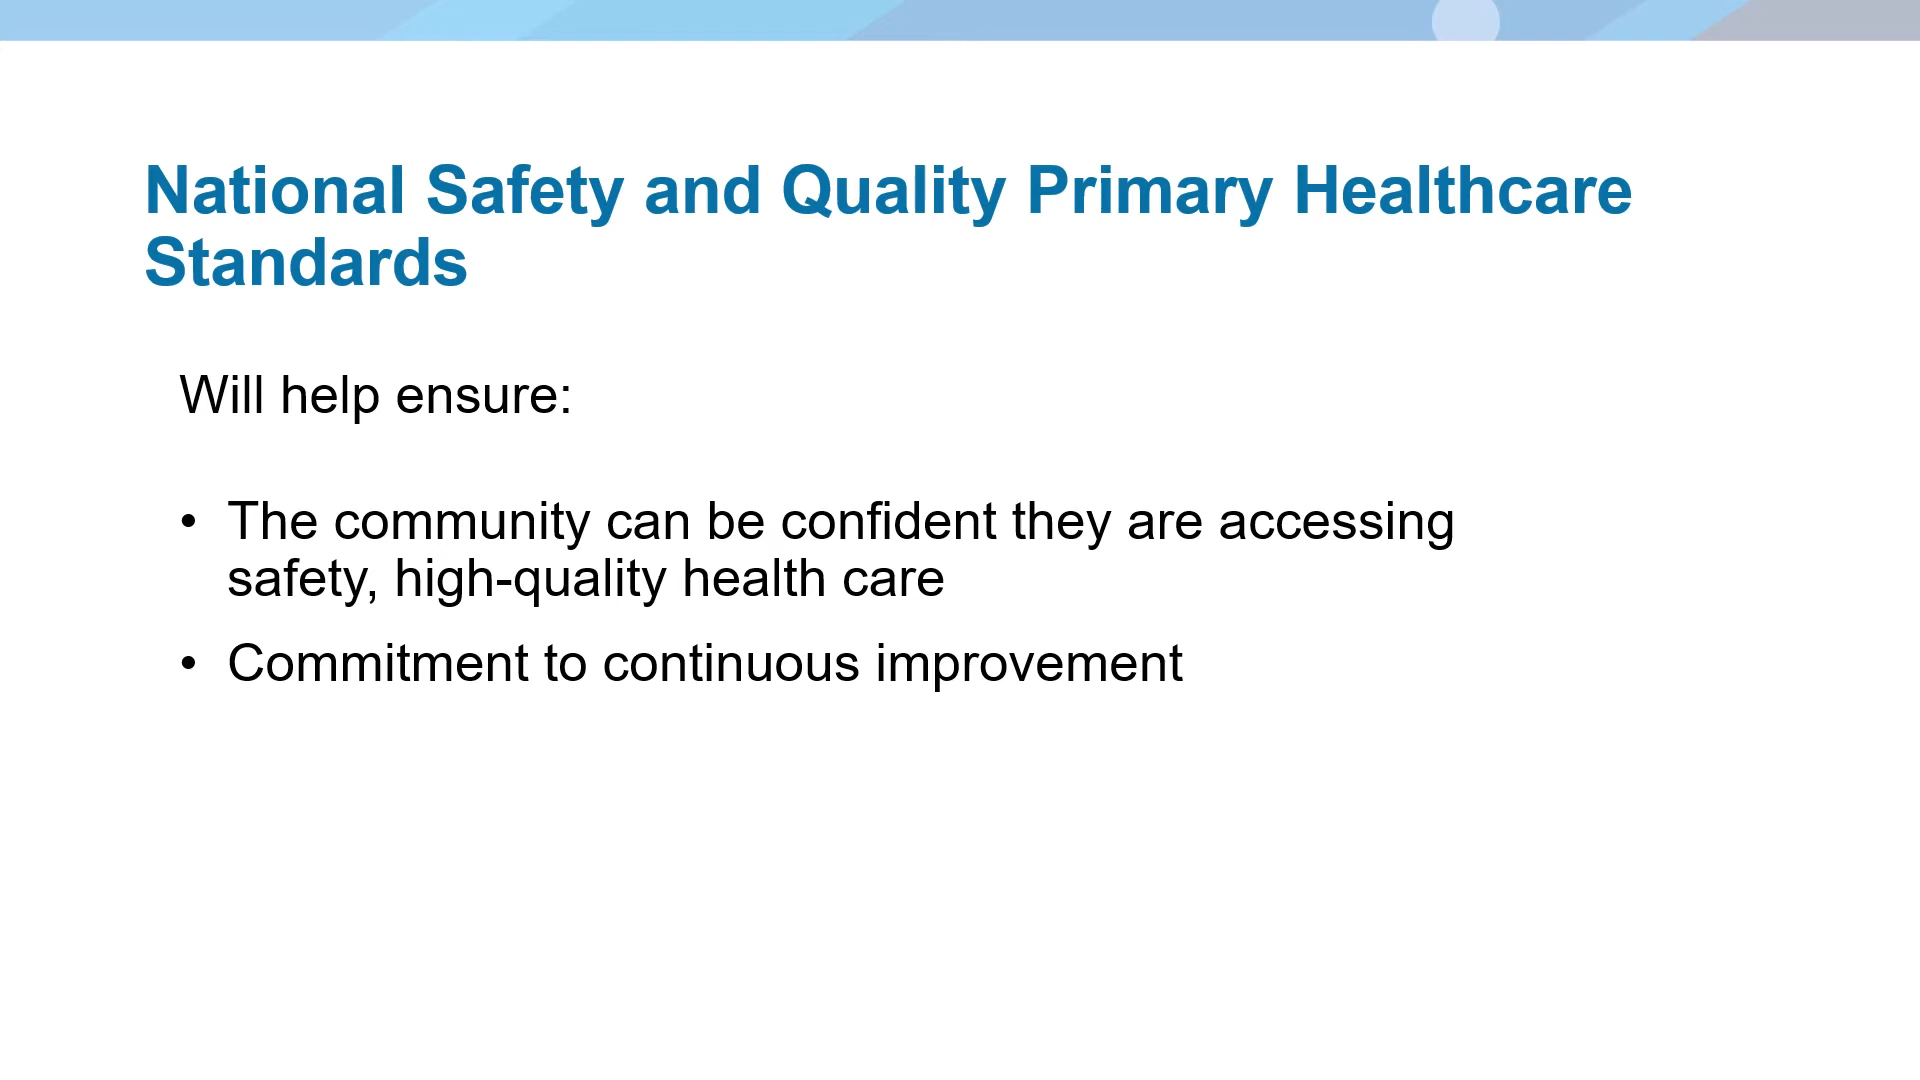 National Safety and Quality Primary Healthcare
Standards
Will help ensure:
• The community can be confident they are accessing
safety, high-quality health care
• Commitment to continuous improvement